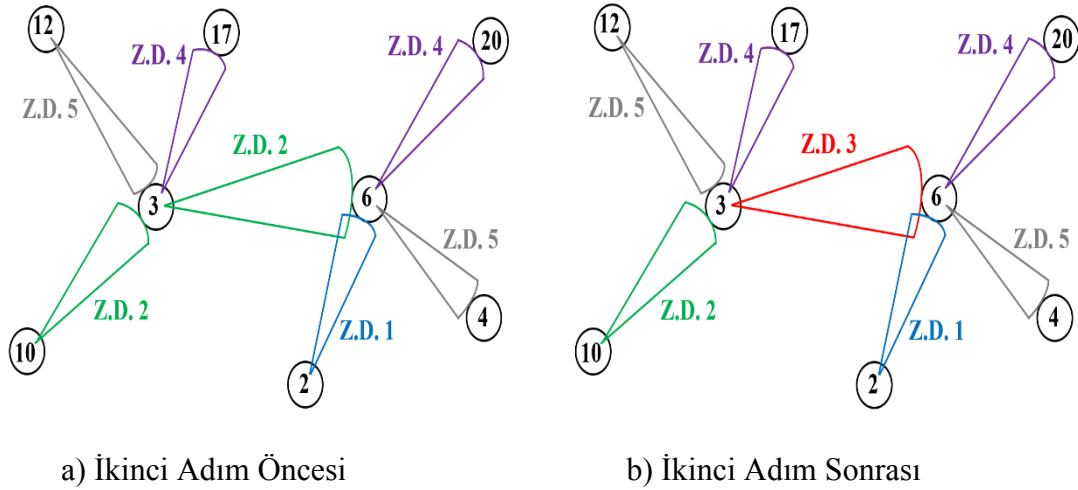 12
17
Z.D. 4
Z.D. 5
Z.D. 2
3
10
Z.D. 2
Z.D. 4
20
6
Z.D. 5
4
Z.D. 1
2
a) İkinci Adım Öncesi
12
17
Z.D. 4
Z.D. 5
Z.D. 3
3
10
Z.D. 2
Z.D. 4
20
6
Z.D. 5
4
Z.D. 1
2
b) İkinci Adım Sonrası